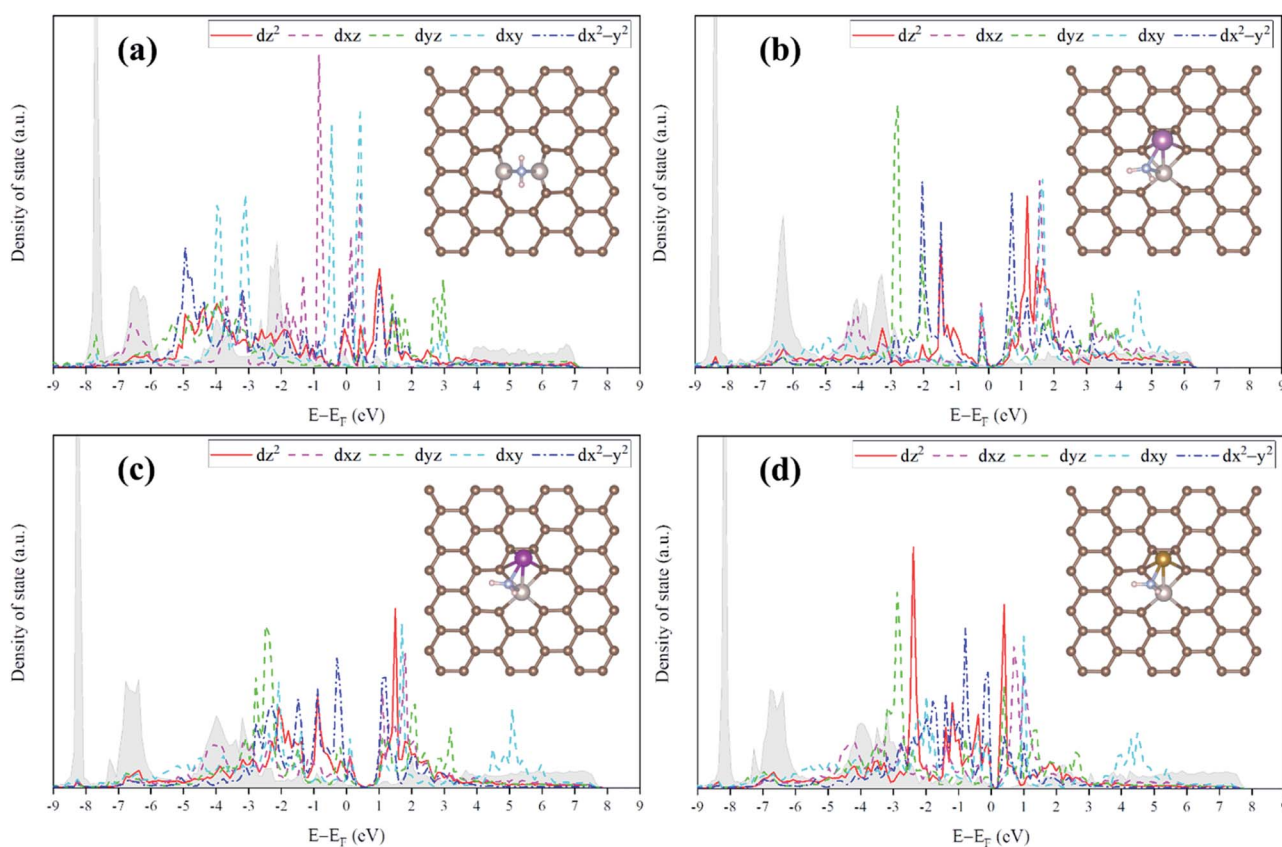 (a)
dz² dxz dyz dxy dx²−y²
Density of state (a.u.)
-9 -8 -7 -6 -5 -4 -3 -2 -1 0 1 2 3 4 5 6 7 8 9
E−E_F (eV)
(b)
dz² dxz dyz dxy dx²−y²
Density of state (a.u.)
-9 -8 -7 -6 -5 -4 -3 -2 -1 0 1 2 3 4 5 6 7 8 9
E−E_F (eV)
(c)
dz² dxz dyz dxy dx²−y²
Density of state (a.u.)
-9 -8 -7 -6 -5 -4 -3 -2 -1 0 1 2 3 4 5 6 7 8 9
E−E_F (eV)
(d)
dz² dxz dyz dxy dx²−y²
Density of state (a.u.)
-9 -8 -7 -6 -5 -4 -3 -2 -1 0 1 2 3 4 5 6 7 8 9
E−E_F (eV)